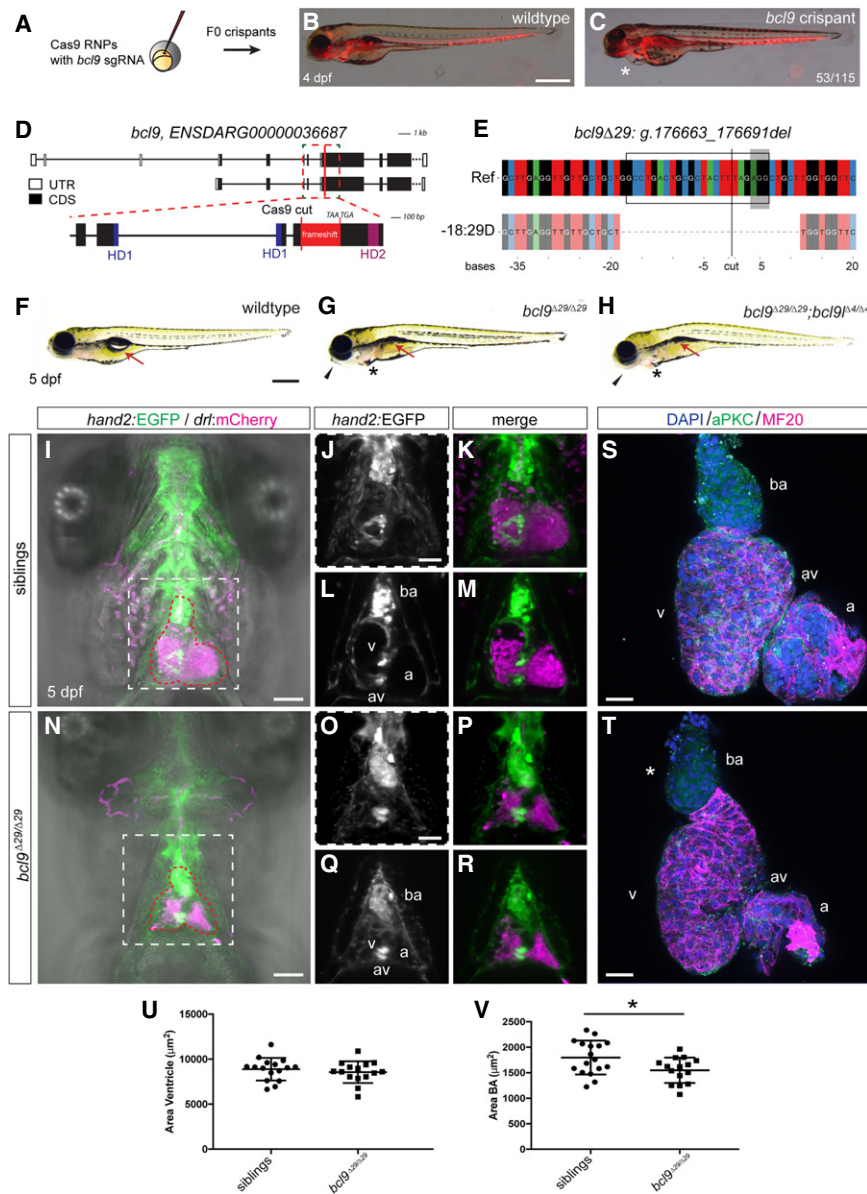 A
Cas9 RNPs
with bcl9 sgRNA
F0 crispants
B
wildtype
4 dpf
C
bcl9 crispant
*
53/115
D
bcl9, ENSDARG00000036687
1 kb
UTR
CDS
Cas9 cut
TAATGA
100 bp
frameshift
HD1
HD1
HD2
E
bcl9Δ29: g.176663_176691del
Ref
-18:29D
bases
-35
-20
-5
cut
5
20
F
wildtype
5 dpf
G
bcl9Δ29/Δ29
*
H
bcl9Δ29/Δ29;bcl9lΔ4/Δ4
*
hand2:EGFP / drl:mCherry
hand2:EGFP
merge
DAPI/aPKC/MF20
siblings
I
5 dpf
J
K
L
ba
v
a
av
M
S
ba
av
v
a
bcl9Δ29/Δ29
N
O
P
Q
ba
v
a
av
R
T
*
ba
av
v
a
U
Area Ventricle (μm2)
15000
10000
5000
0
siblings
bcl9Δ29/Δ29
V
*
Area BA (μm2)
2500
2000
1500
1000
500
0
siblings
bcl9Δ29/Δ29